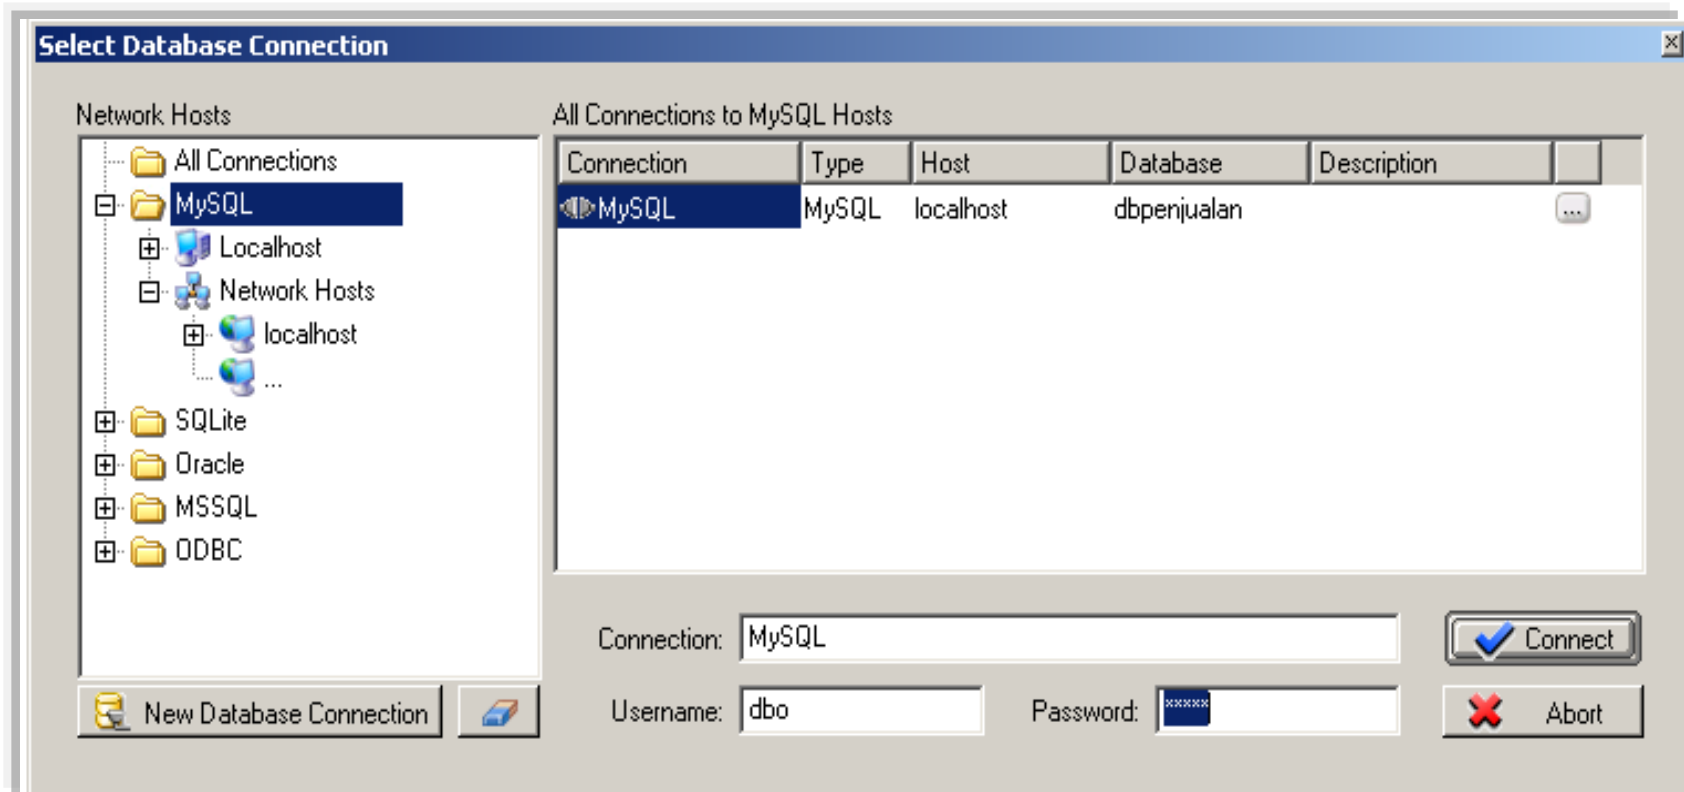 Select Database Connection
Network Hosts
All Connections
MySQL
Localhost
Network Hosts
localhost
...
SQLite
Oracle
MSSQL
ODBC
New Database Connection
All Connections to MySQL Hosts
Connection Type Host Database Description
MySQL MySQL localhost dbpenjualan ...
Connection: MySQL
Connect
Username: dbo Password: *****
Abort